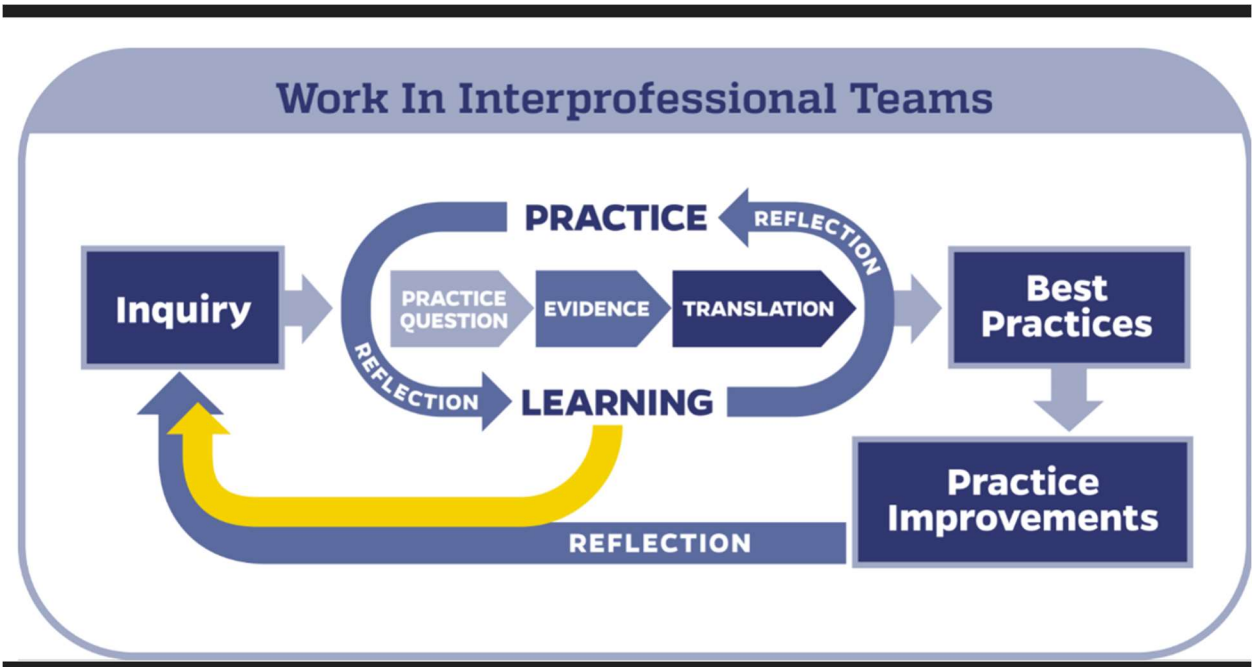 Work In Interprofessional Teams
PRACTICE
REFLECTION
Inquiry
PRACTICE
QUESTION
EVIDENCE
TRANSLATION
Best
Practices
REFLECTION
LEARNING
Practice
Improvements
REFLECTION